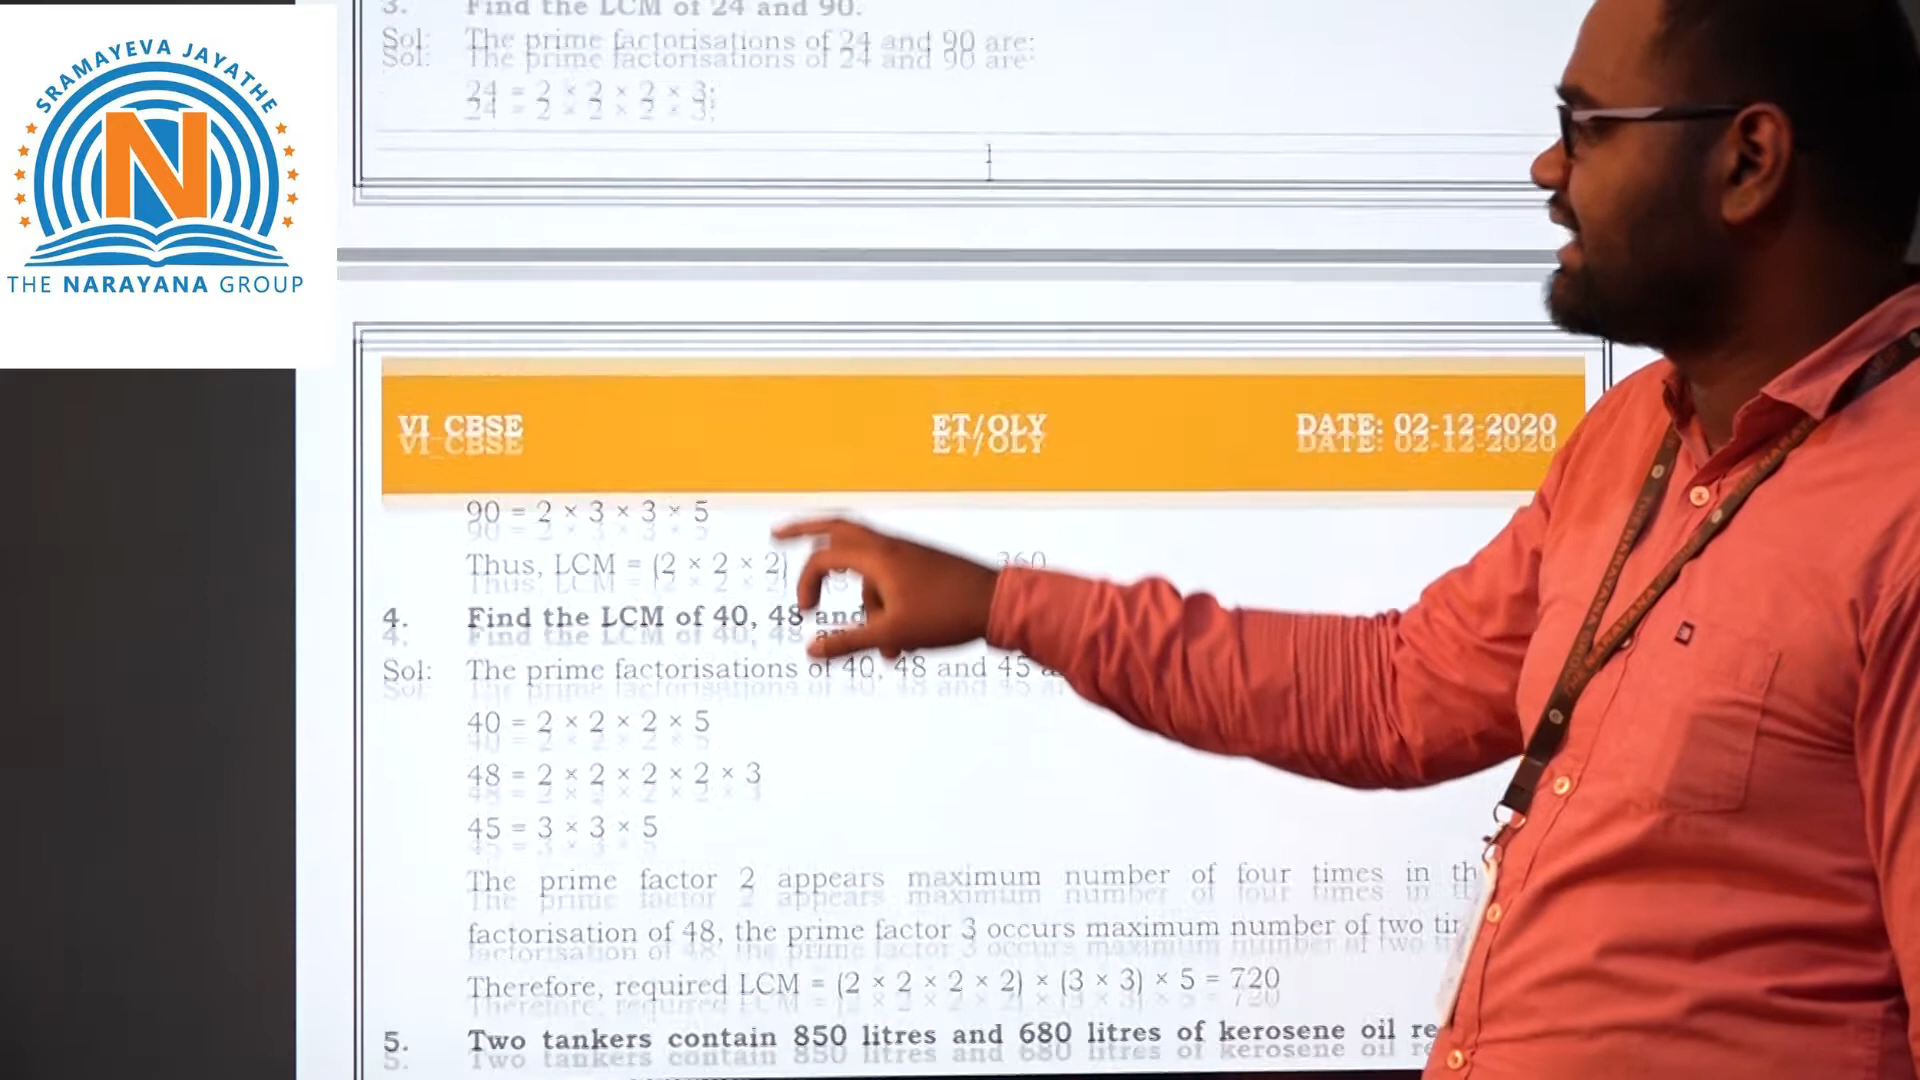 SRAMAYEVA JAYATHE
N
THE NARAYANA GROUP
3. Find the LCM of 24 and 90.
Sol: The prime factorisations of 24 and 90 are:
24 = 2 × 2 × 2 × 3;
1
VI_CBSE ET/OLY DATE: 02-12-2020
90 = 2 × 3 × 3 × 5
Thus, LCM = (2 × 2 × 2) 360
4. Find the LCM of 40, 48 and
Sol: The prime factorisations of 40, 48 and 45
40 = 2 × 2 × 2 × 5
48 = 2 × 2 × 2 × 2 × 3
45 = 3 × 3 × 5
The prime factor 2 appears maximum number of four times in th
factorisation of 48, the prime factor 3 occurs maximum number of two
Therefore, required LCM = (2 × 2 × 2 × 2) × (3 × 3) × 5 = 720
5. Two tankers contain 850 litres and 680 litres of kerosene oil re